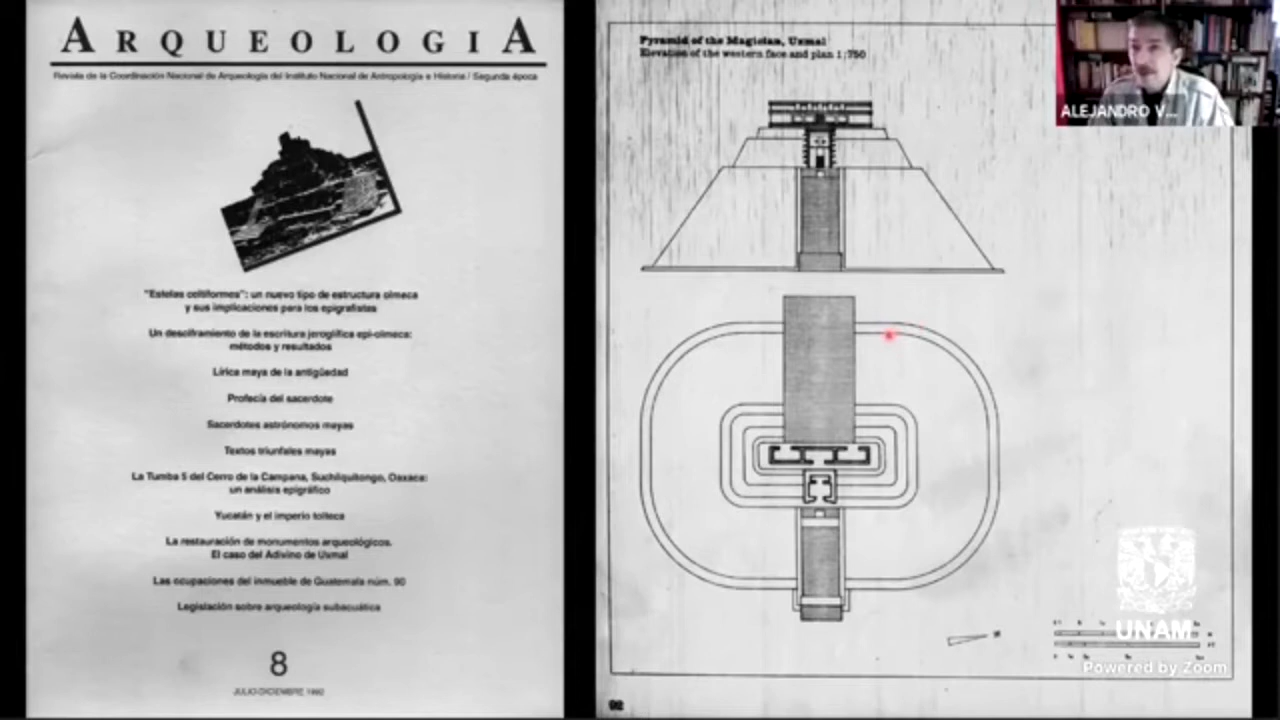 ARQUEOLOGIA
Revista de la Coordinación Nacional de Arqueología del Instituto Nacional de Antropología e Historia / Segunda época
"Estelas celtiformes": un nuevo tipo de estructura olmeca
y sus implicaciones para los epigrafistas
Un desciframiento de la escritura jeroglífica epi-olmeca:
métodos y resultados
Lírica maya de la antigüedad
Profecía del sacerdote
Sacerdotes astrónomos mayas
Textos triunfales mayas
La Tumba 5 del Cerro de la Campana, Suchilquitongo, Oaxaca:
un análisis epigráfico
Yucatán y el imperio tolteca
La restauración de monumentos arqueológicos.
El caso del Adivino de Uxmal
Las ocupaciones del inmueble de Guatemala núm. 90
Legislación sobre arqueología subacuática
8
JULIO-DICIEMBRE 1992
Pyramid of the Magician, Uxmal
Elevation of the western face and plan 1:750
92
ALEJANDRO V...
UNAM
Powered by Zoom